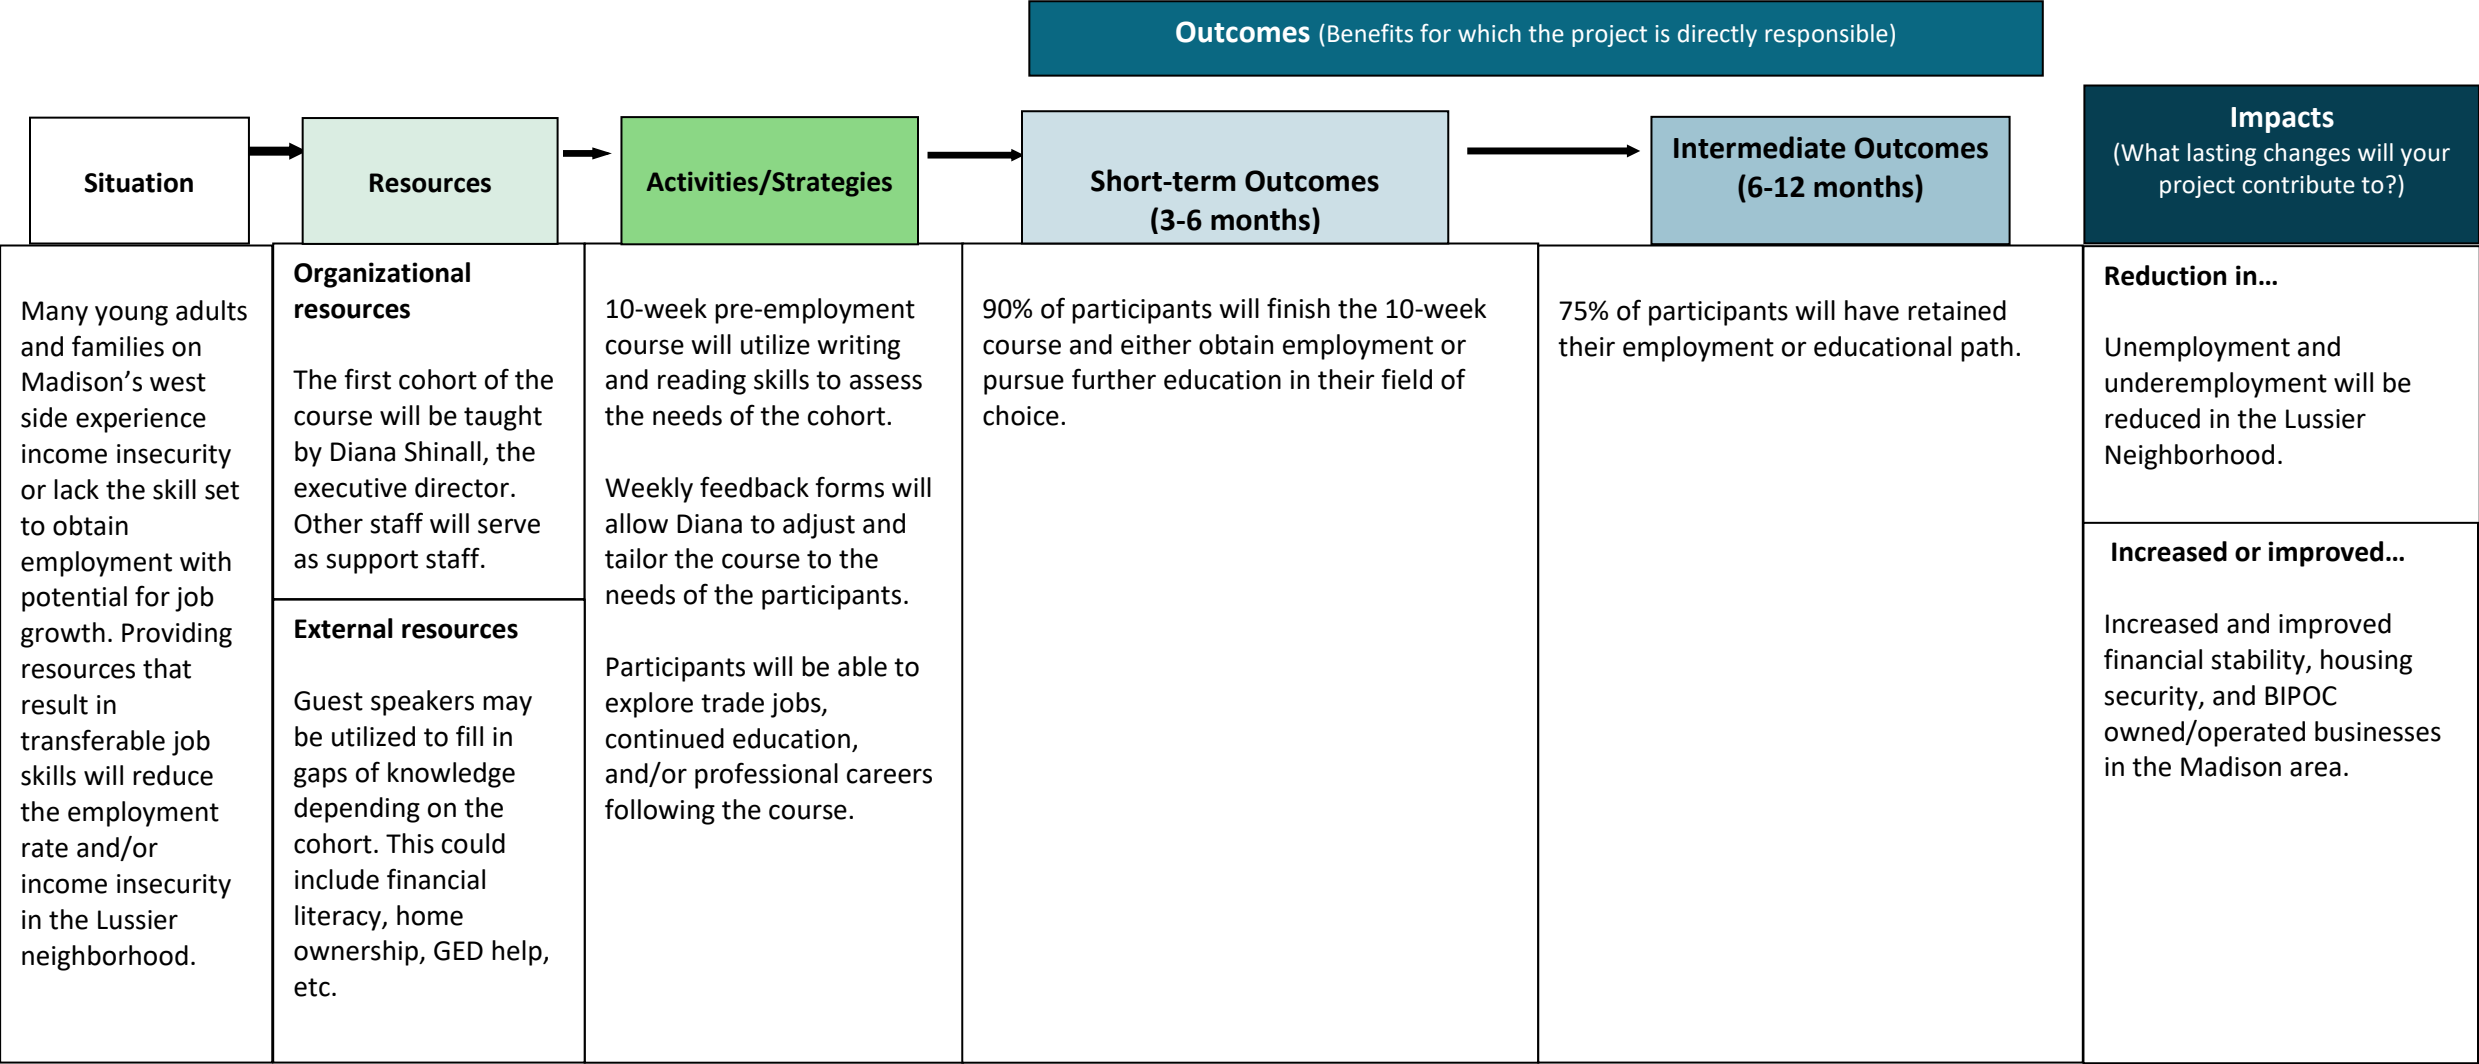 Outcomes (Benefits for which the project is directly responsible)
Situation
Resources
Activities/Strategies
Short-term Outcomes
(3-6 months)
Intermediate Outcomes
(6-12 months)
Impacts
(What lasting changes will your
project contribute to?)
Many young adults
and families on
Madison’s west
side experience
income insecurity
or lack the skill set
to obtain
employment with
potential for job
growth. Providing
resources that
result in
transferable job
skills will reduce
the employment
rate and/or
income insecurity
in the Lussier
neighborhood.
Organizational
resources
The first cohort of the
course will be taught
by Diana Shinall, the
executive director.
Other staff will serve
as support staff.
External resources
Guest speakers may
be utilized to fill in
gaps of knowledge
depending on the
cohort. This could
include financial
literacy, home
ownership, GED help,
etc.
10-week pre-employment
course will utilize writing
and reading skills to assess
the needs of the cohort.
Weekly feedback forms will
allow Diana to adjust and
tailor the course to the
needs of the participants.
Participants will be able to
explore trade jobs,
continued education,
and/or professional careers
following the course.
90% of participants will finish the 10-week
course and either obtain employment or
pursue further education in their field of
choice.
75% of participants will have retained
their employment or educational path.
Reduction in…
Unemployment and
underemployment will be
reduced in the Lussier
Neighborhood.
Increased or improved…
Increased and improved
financial stability, housing
security, and BIPOC
owned/operated businesses
in the Madison area.